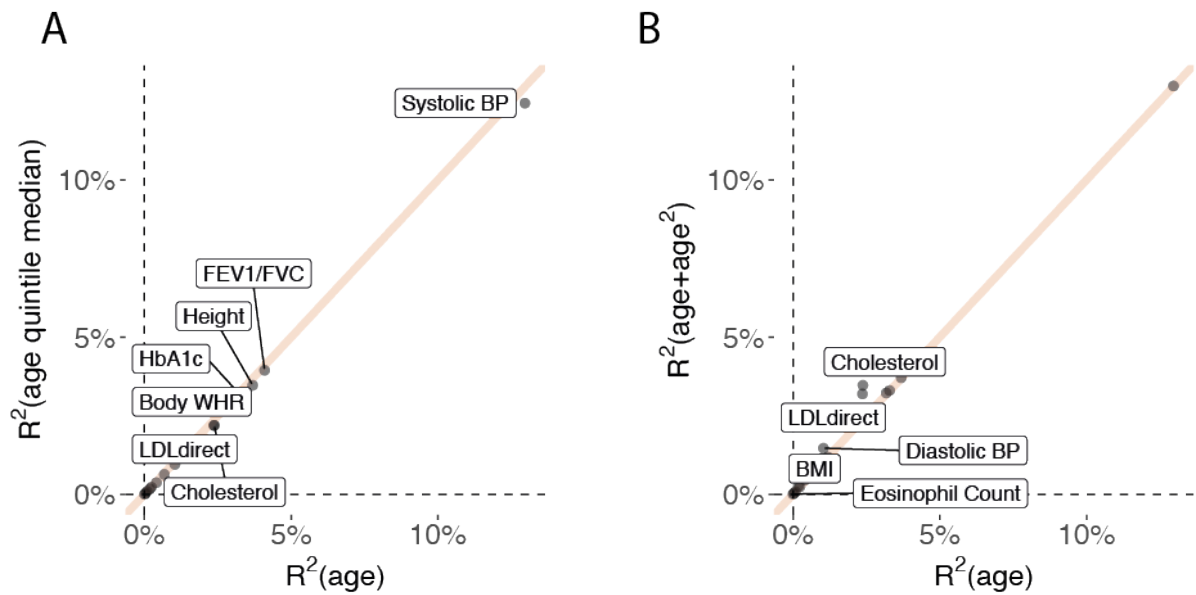 A
R²(age quintile median)
10%
5%
0%
Systolic BP
FEV1/FVC
Height
HbA1c
Body WHR
LDLdirect
Cholesterol
0%
5%
10%
R²(age)
B
R²(age+age²)
10%
5%
0%
Cholesterol
LDLdirect
Diastolic BP
BMI
Eosinophil Count
0%
5%
10%
R²(age)